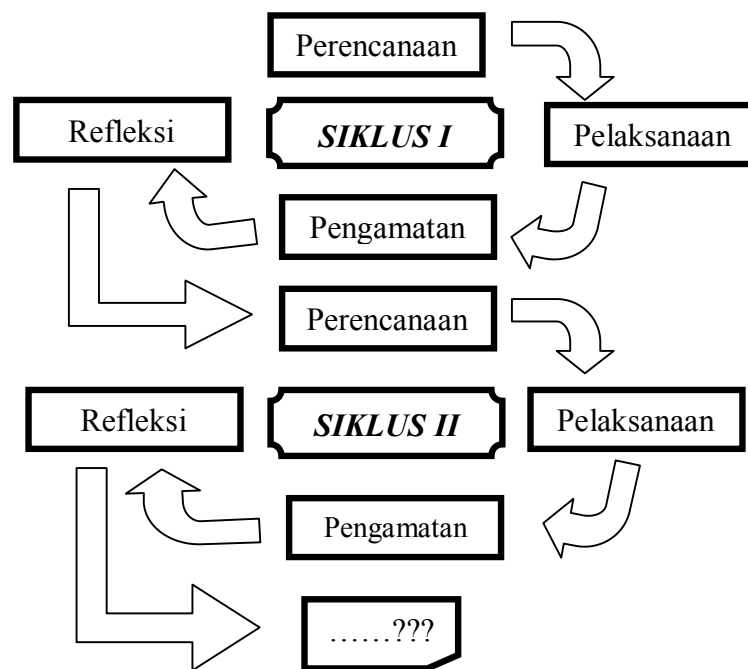 Perencanaan
Refleksi
SIKLUS I
Pelaksanaan
Pengamatan
Perencanaan
Refleksi
SIKLUS II
Pelaksanaan
Pengamatan
……???